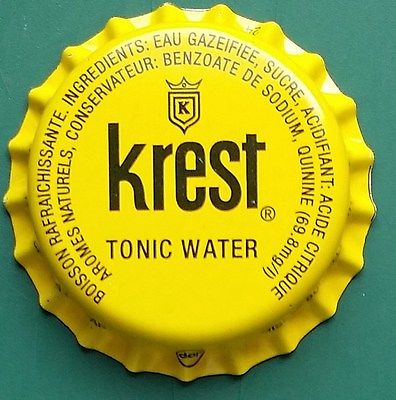 BOISSON RAFRAICHISSANTE. INGREDIENTS: EAU GAZEIFIEE, SUCRE, ACIDIFIANT: ACIDE CITRIQUE
AROMES NATURELS, CONSERVATEUR: BENZOATE DE SODIUM, QUININE (69.8mg/l)
K
krest®
TONIC WATER